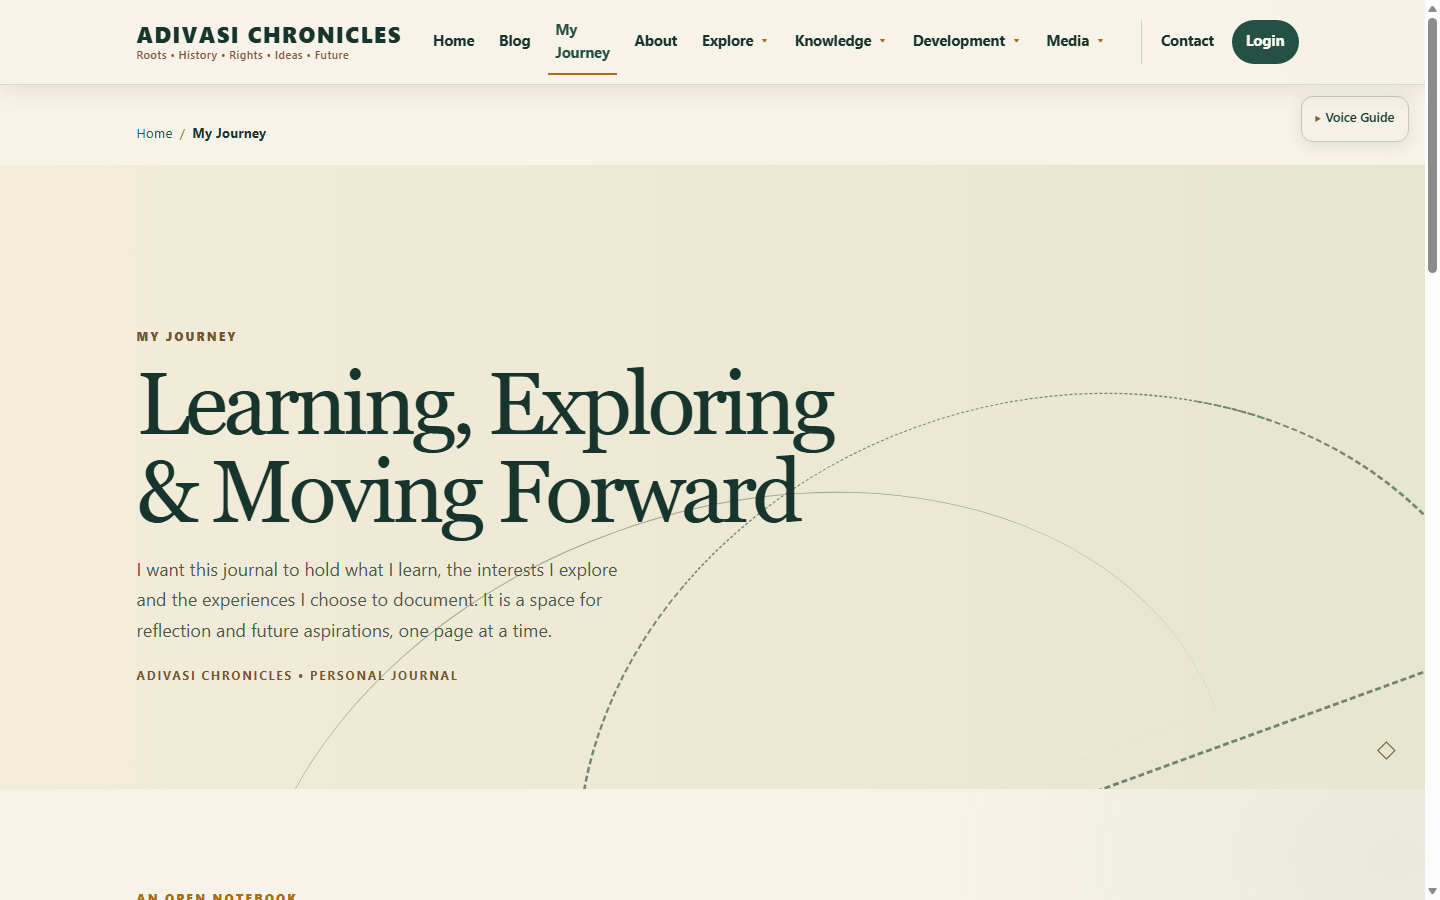 ADIVASI CHRONICLES
Roots • History • Rights • Ideas • Future
Home
Blog
My
Journey
About
Explore
Knowledge
Development
Media
Contact
Login
Home / My Journey
Voice Guide
MY JOURNEY
Learning, Exploring
& Moving Forward
I want this journal to hold what I learn, the interests I explore
and the experiences I choose to document. It is a space for
reflection and future aspirations, one page at a time.
ADIVASI CHRONICLES • PERSONAL JOURNAL
AN OPEN NOTEBOOK